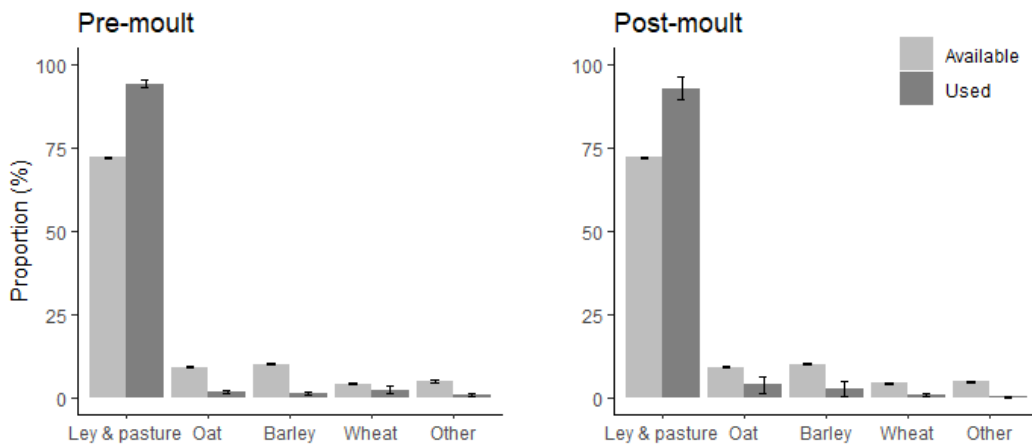 Pre-moult
Proportion (%)
100
75
50
25
0
Ley & pasture Oat Barley Wheat Other
Post-moult
Available
Used
100
75
50
25
0
Ley & pasture Oat Barley Wheat Other